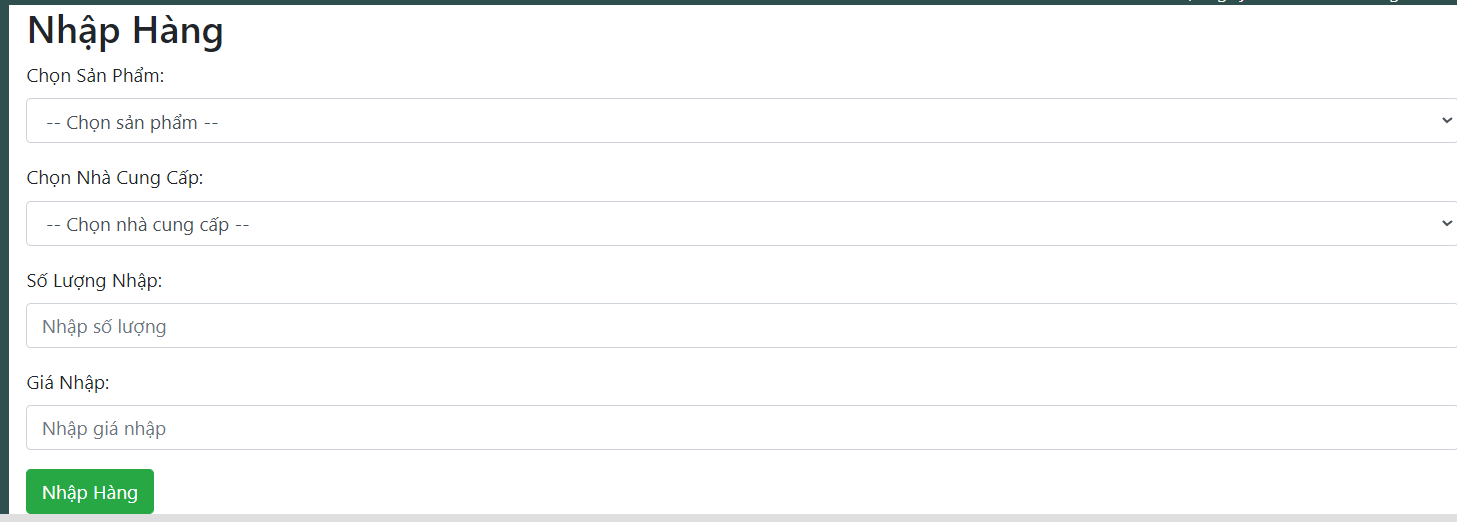 Nhập Hàng
Chọn Sản Phẩm:
-- Chọn sản phẩm --
Chọn Nhà Cung Cấp:
-- Chọn nhà cung cấp --
Số Lượng Nhập:
Nhập số lượng
Giá Nhập:
Nhập giá nhập
Nhập Hàng